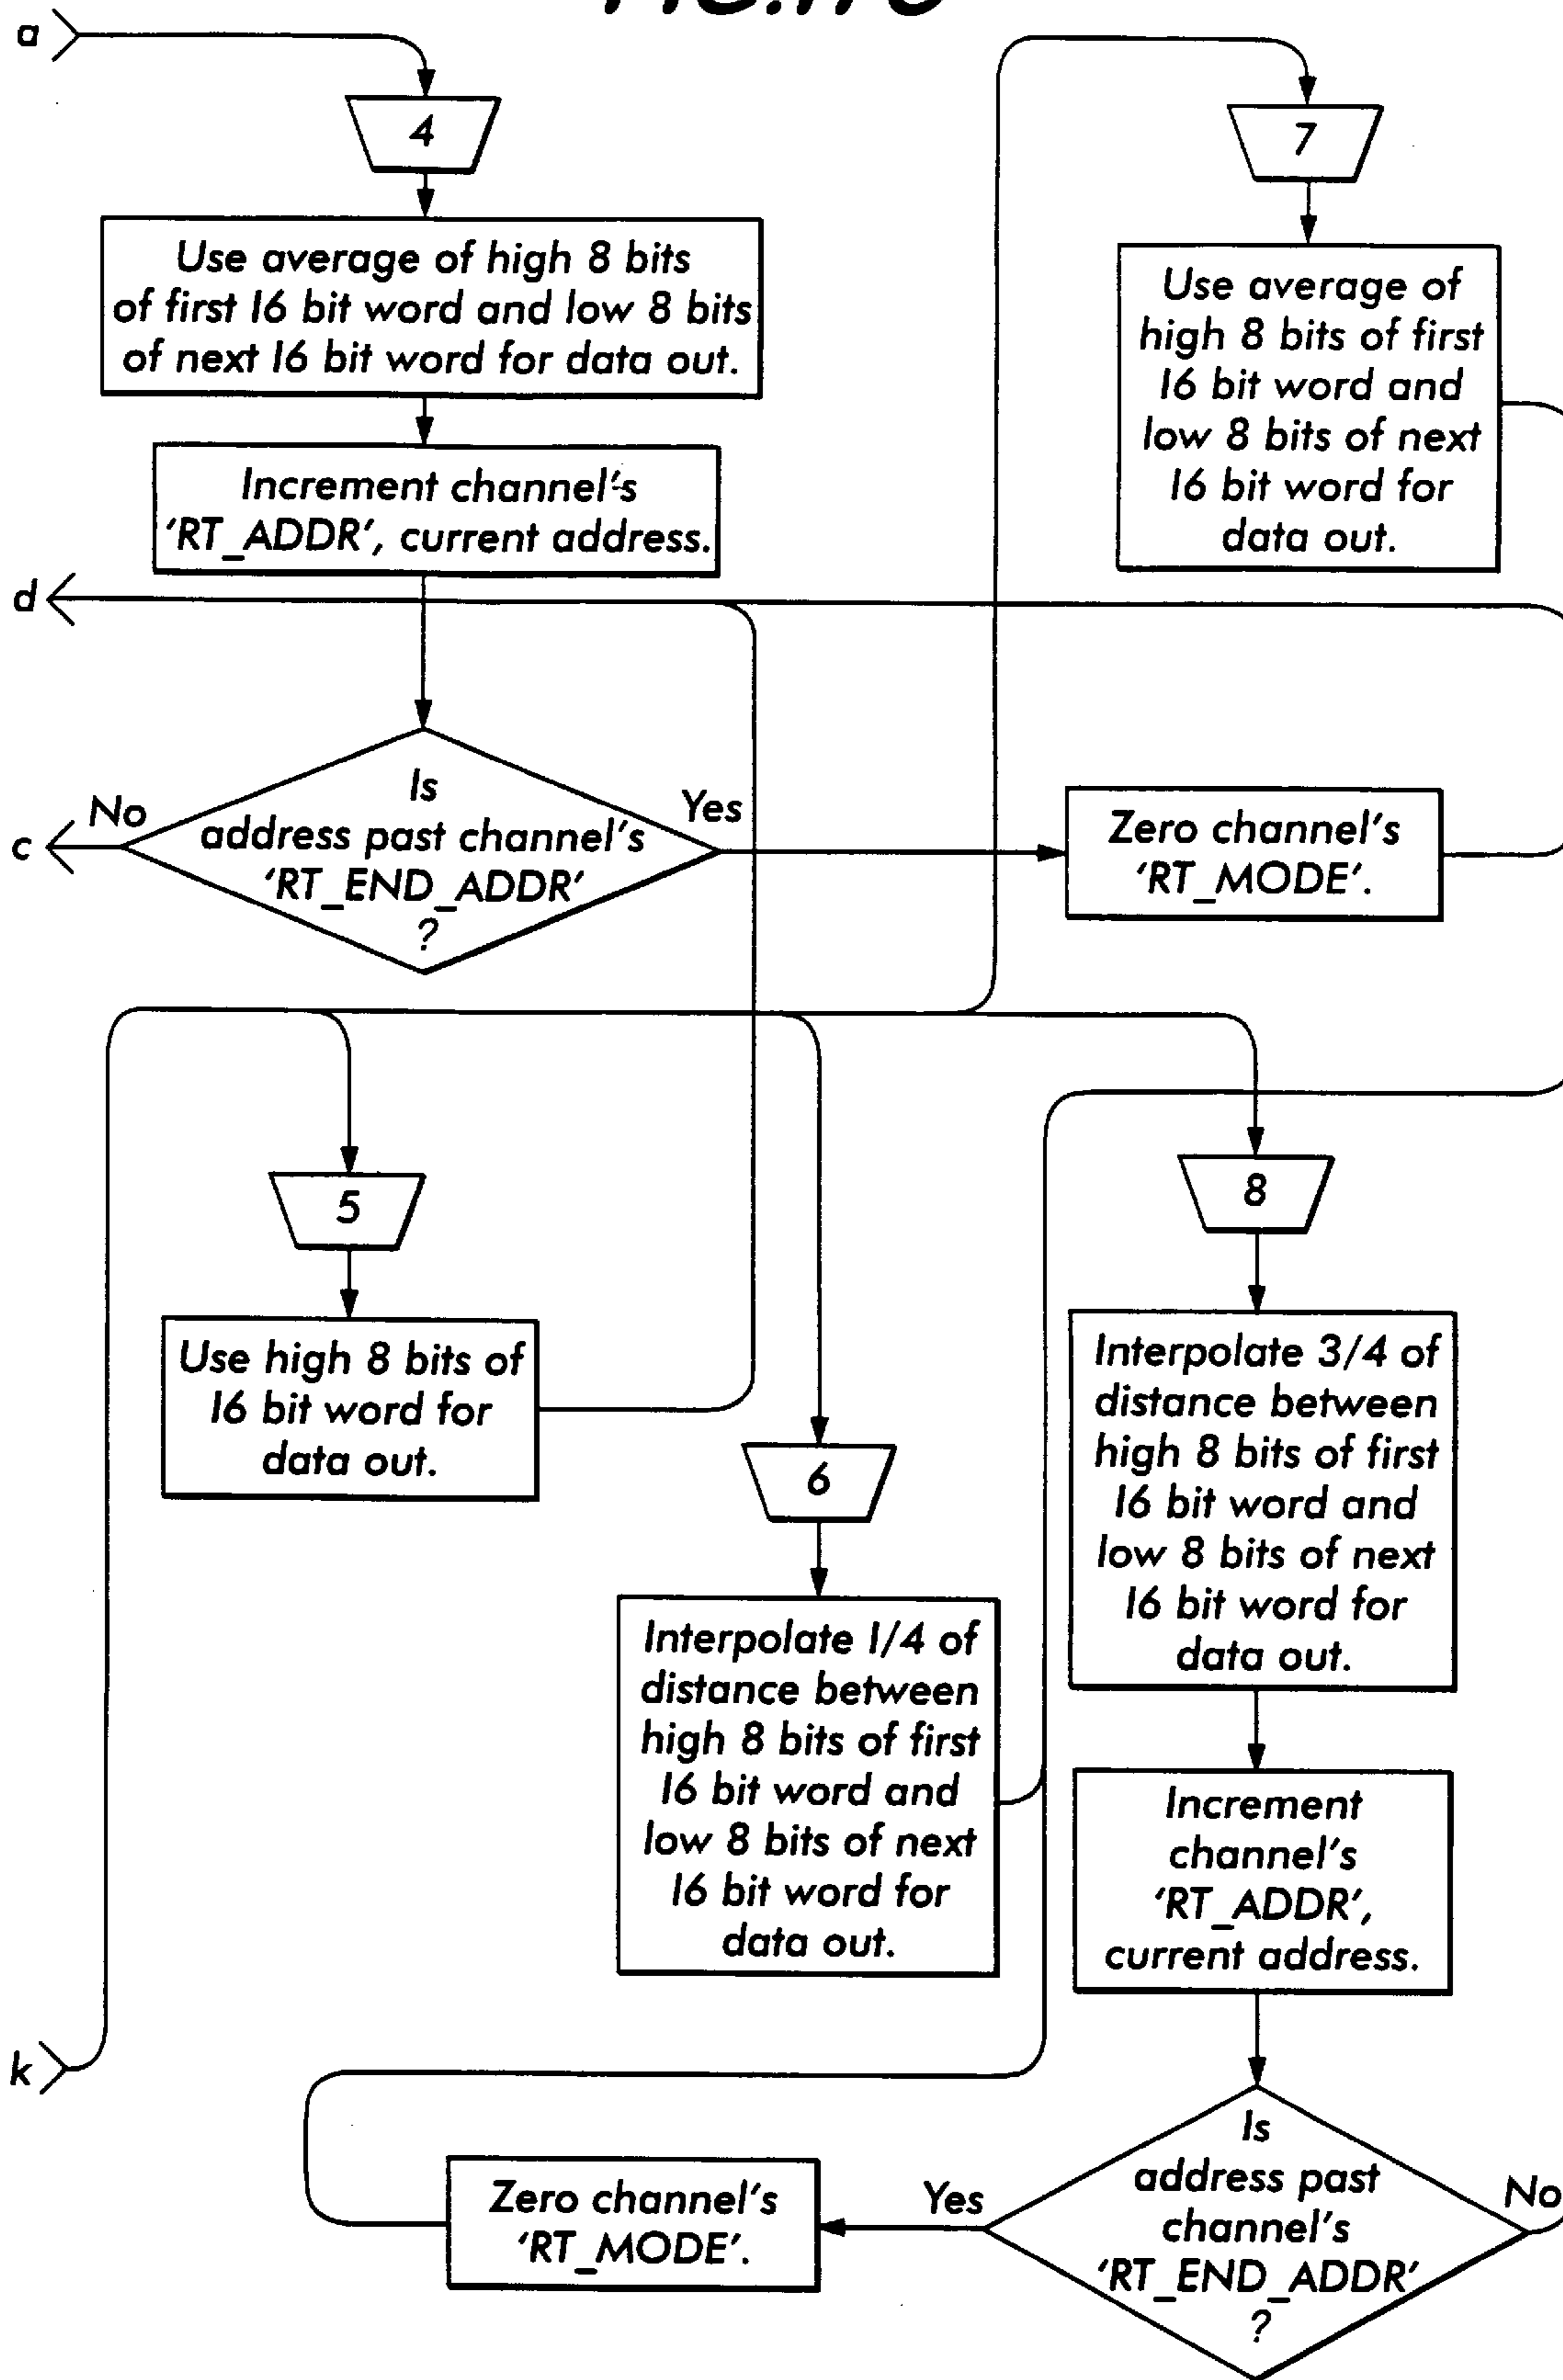 a
4
Use average of high 8 bits
of first 16 bit word and low 8 bits
of next 16 bit word for data out.
Increment channel's
'RT_ADDR', current address.
d
Is
address past channel's
'RT_END_ADDR'
?
No
c
Yes
Zero channel's
'RT_MODE'.
7
Use average of
high 8 bits of first
16 bit word and
low 8 bits of next
16 bit word for
data out.
5
Use high 8 bits of
16 bit word for
data out.
6
Interpolate 1/4 of
distance between
high 8 bits of first
16 bit word and
low 8 bits of next
16 bit word for
data out.
8
Interpolate 3/4 of
distance between
high 8 bits of first
16 bit word and
low 8 bits of next
16 bit word for
data out.
Increment
channel's
'RT_ADDR',
current address.
k
Is
address past
channel's
'RT_END_ADDR'
?
No
Yes
Zero channel's
'RT_MODE'.